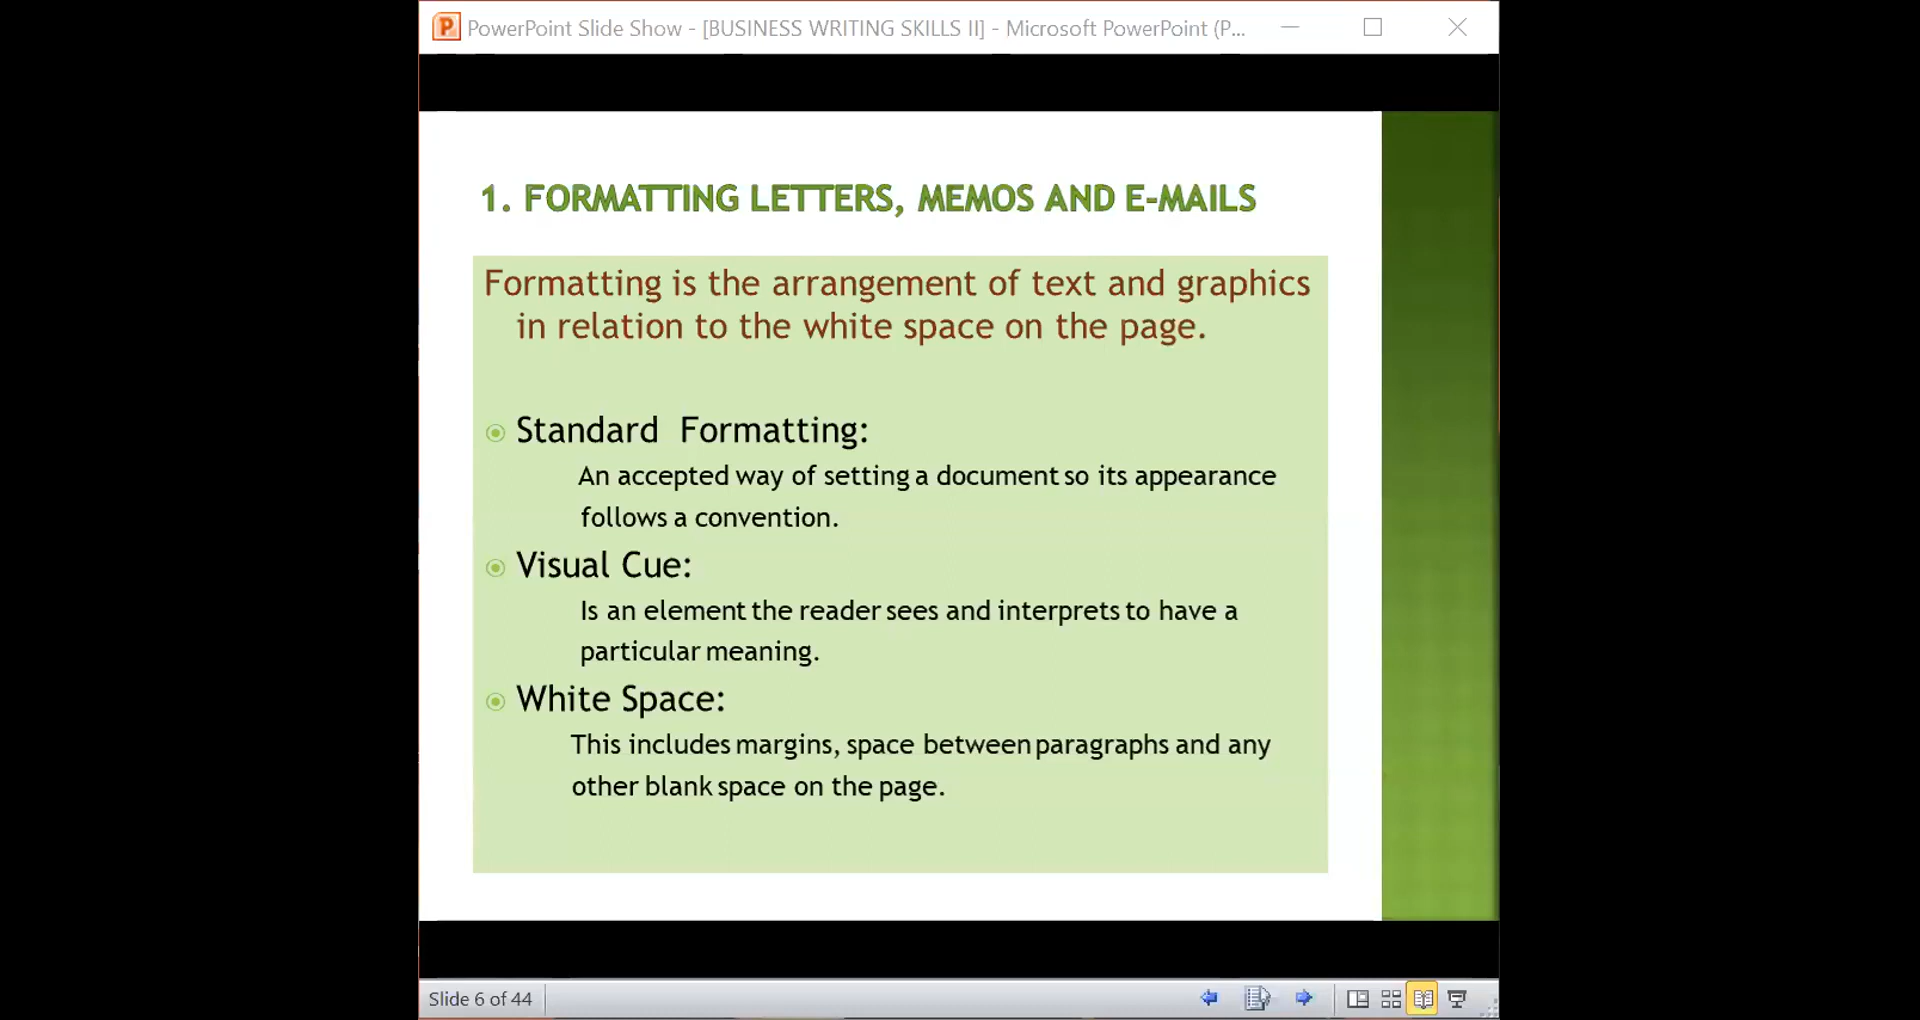 PowerPoint Slide Show - [BUSINESS WRITING SKILLS II] - Microsoft PowerPoint (P...
1. FORMATTING LETTERS, MEMOS AND E-MAILS
Formatting is the arrangement of text and graphics
in relation to the white space on the page.
Standard Formatting:
An accepted way of setting a document so its appearance
follows a convention.
Visual Cue:
Is an element the reader sees and interprets to have a
particular meaning.
White Space:
This includes margins, space between paragraphs and any
other blank space on the page.
Slide 6 of 44